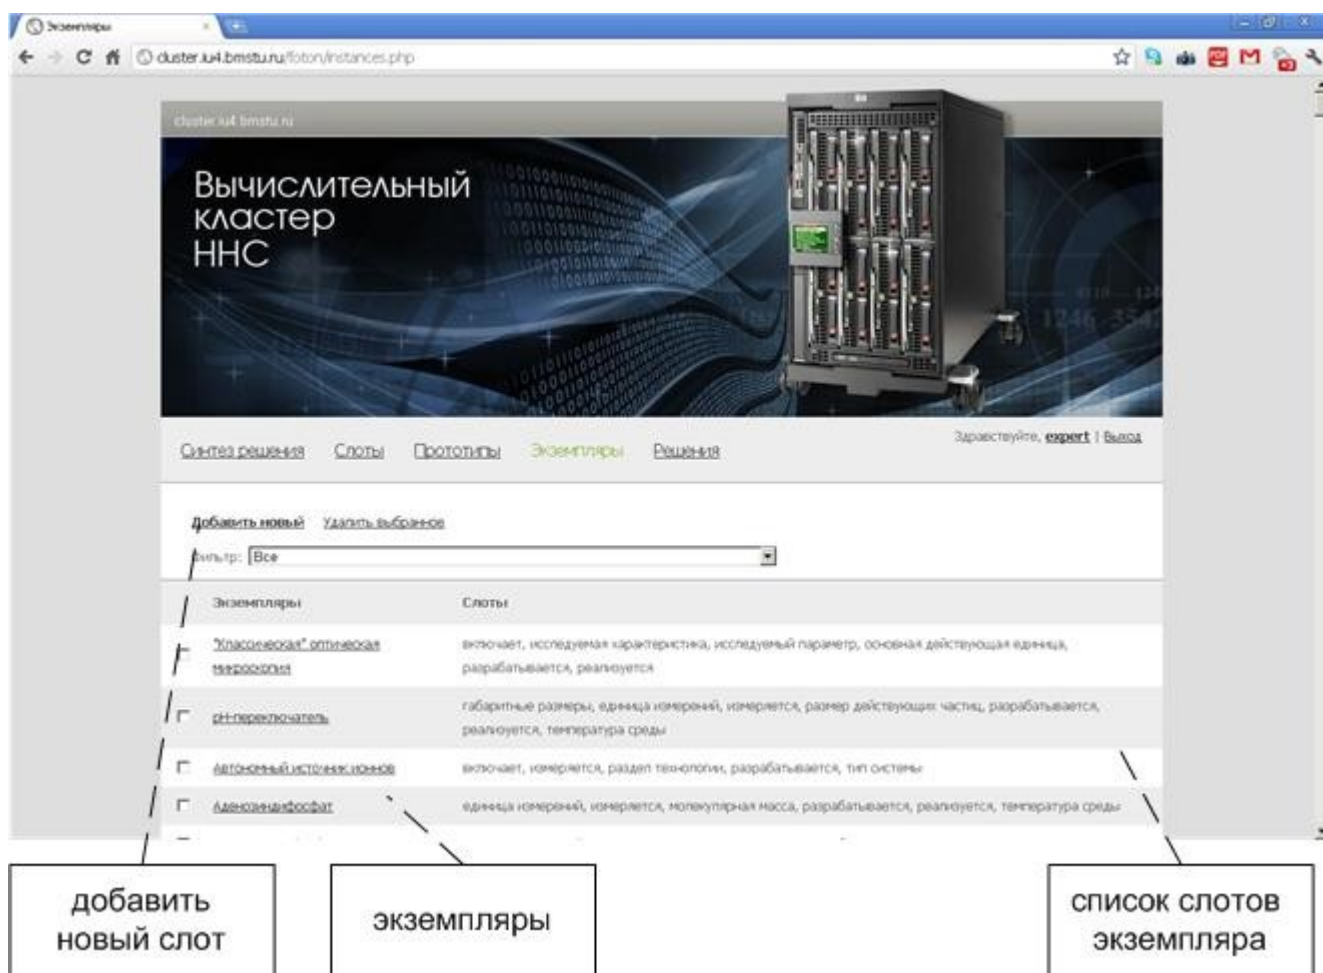 Экземпляры
cluster.iu4.bmstu.ru/foton/instances.php
cluster.iu4.bmstu.ru
Вычислительный
кластер
ННС
Здравствуйте, expert | Выход
Синтез решения Слоты Прототипы Экземпляры Решения
Добавить новый Удалить выбранное
Фильтр: Все
Экземпляры Слоты
"Классическая" оптическая микроскопия
включает, исследуемая характеристика, исследуемый параметр, основная действующая единица,
разрабатывается, реализуется
pH-переключатель
габаритные размеры, единица измерений, измеряется, размер действующих частиц, разрабатывается,
реализуется, температура среды
Автономный источник ионнов включает, измеряется, раздел технологии, разрабатывается, тип системы
Аденозиндифосфат единица измерений, измеряется, молекулярная масса, разрабатывается, реализуется, температура среды
добавить
новый слот
экземпляры
список слотов
экземпляра